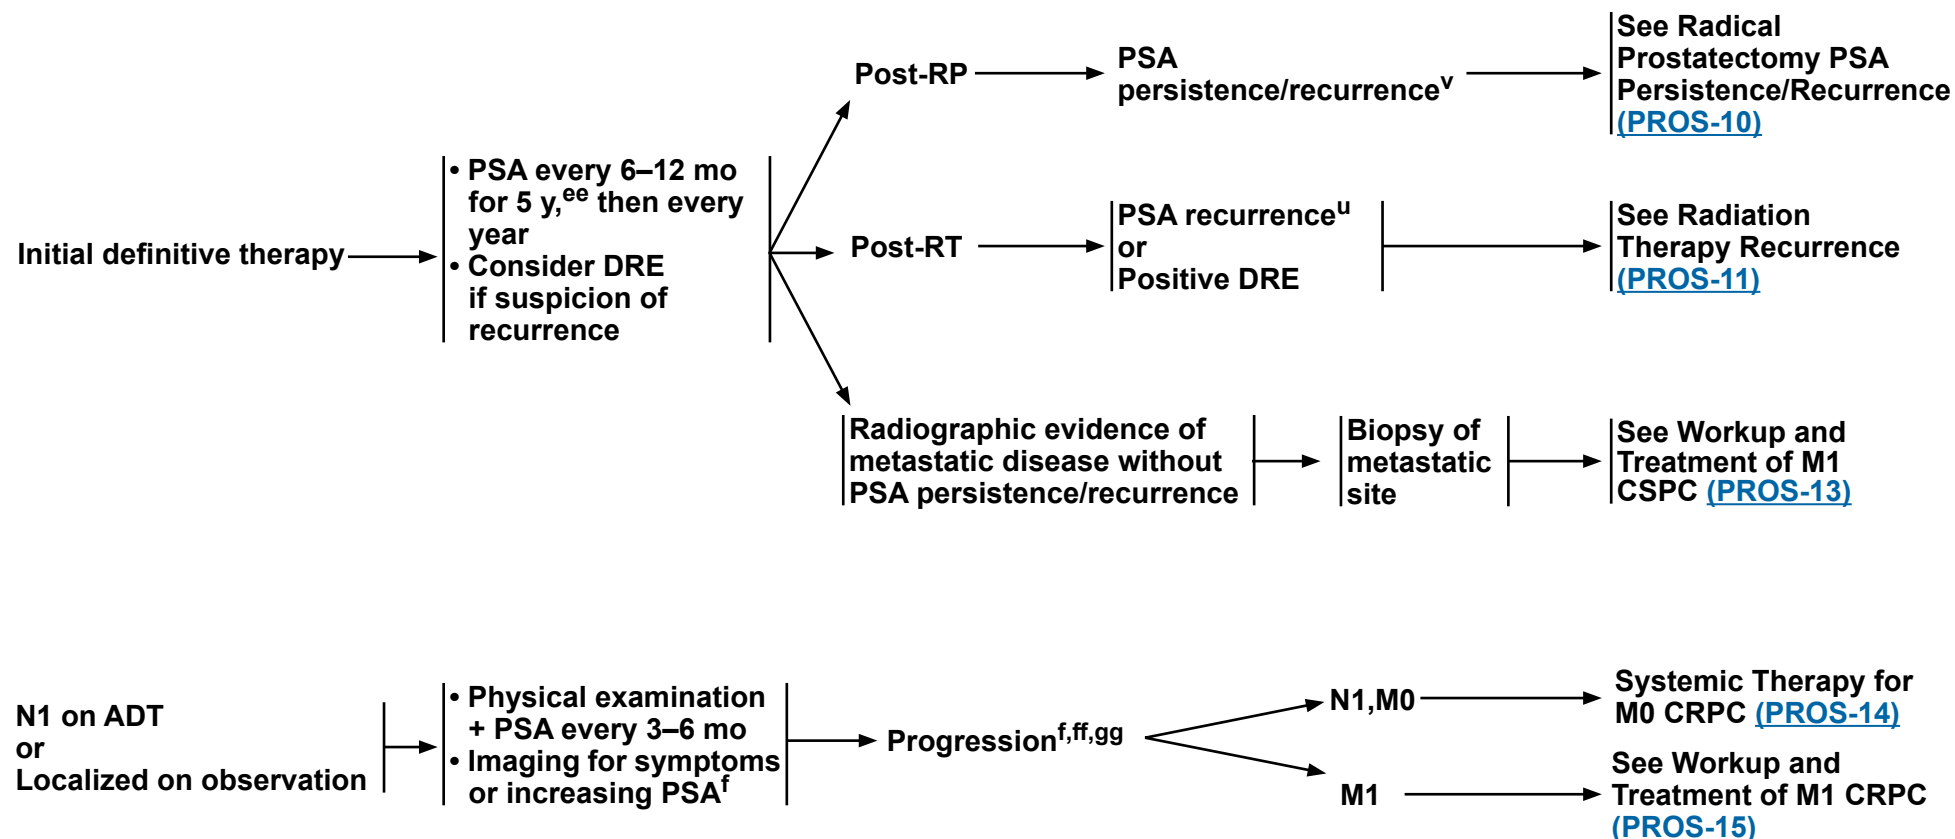 Initial definitive therapy
• PSA every 6–12 mo
for 5 y,ee then every
year
• Consider DRE
if suspicion of
recurrence
Post-RP
PSA
persistence/recurrencev
See Radical
Prostatectomy PSA
Persistence/Recurrence
(PROS-10)
Post-RT
PSA recurrenceu
or
Positive DRE
See Radiation
Therapy Recurrence
(PROS-11)
Radiographic evidence of
metastatic disease without
PSA persistence/recurrence
Biopsy of
metastatic
site
See Workup and
Treatment of M1
CSPC (PROS-13)
N1 on ADT
or
Localized on observation
• Physical examination
+ PSA every 3–6 mo
• Imaging for symptoms
or increasing PSAf
Progressionf,ff,gg
N1,M0
Systemic Therapy for
M0 CRPC (PROS-14)
M1
See Workup and
Treatment of M1 CRPC
(PROS-15)